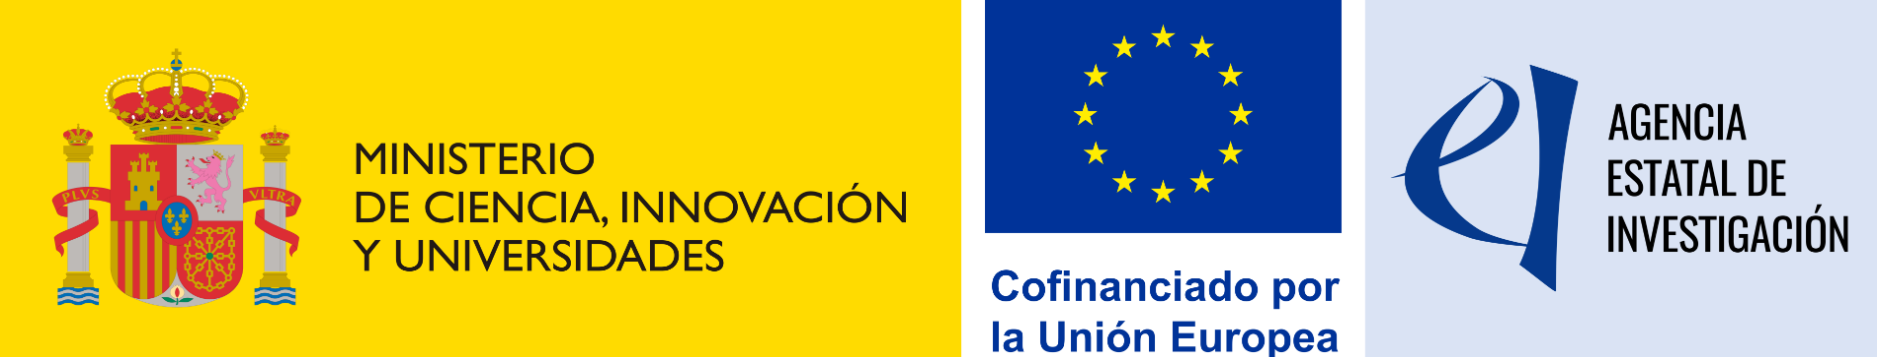 PLVS VLTRA
MINISTERIO
DE CIENCIA, INNOVACIÓN
Y UNIVERSIDADES
Cofinanciado por
la Unión Europea
AGENCIA
ESTATAL DE
INVESTIGACIÓN